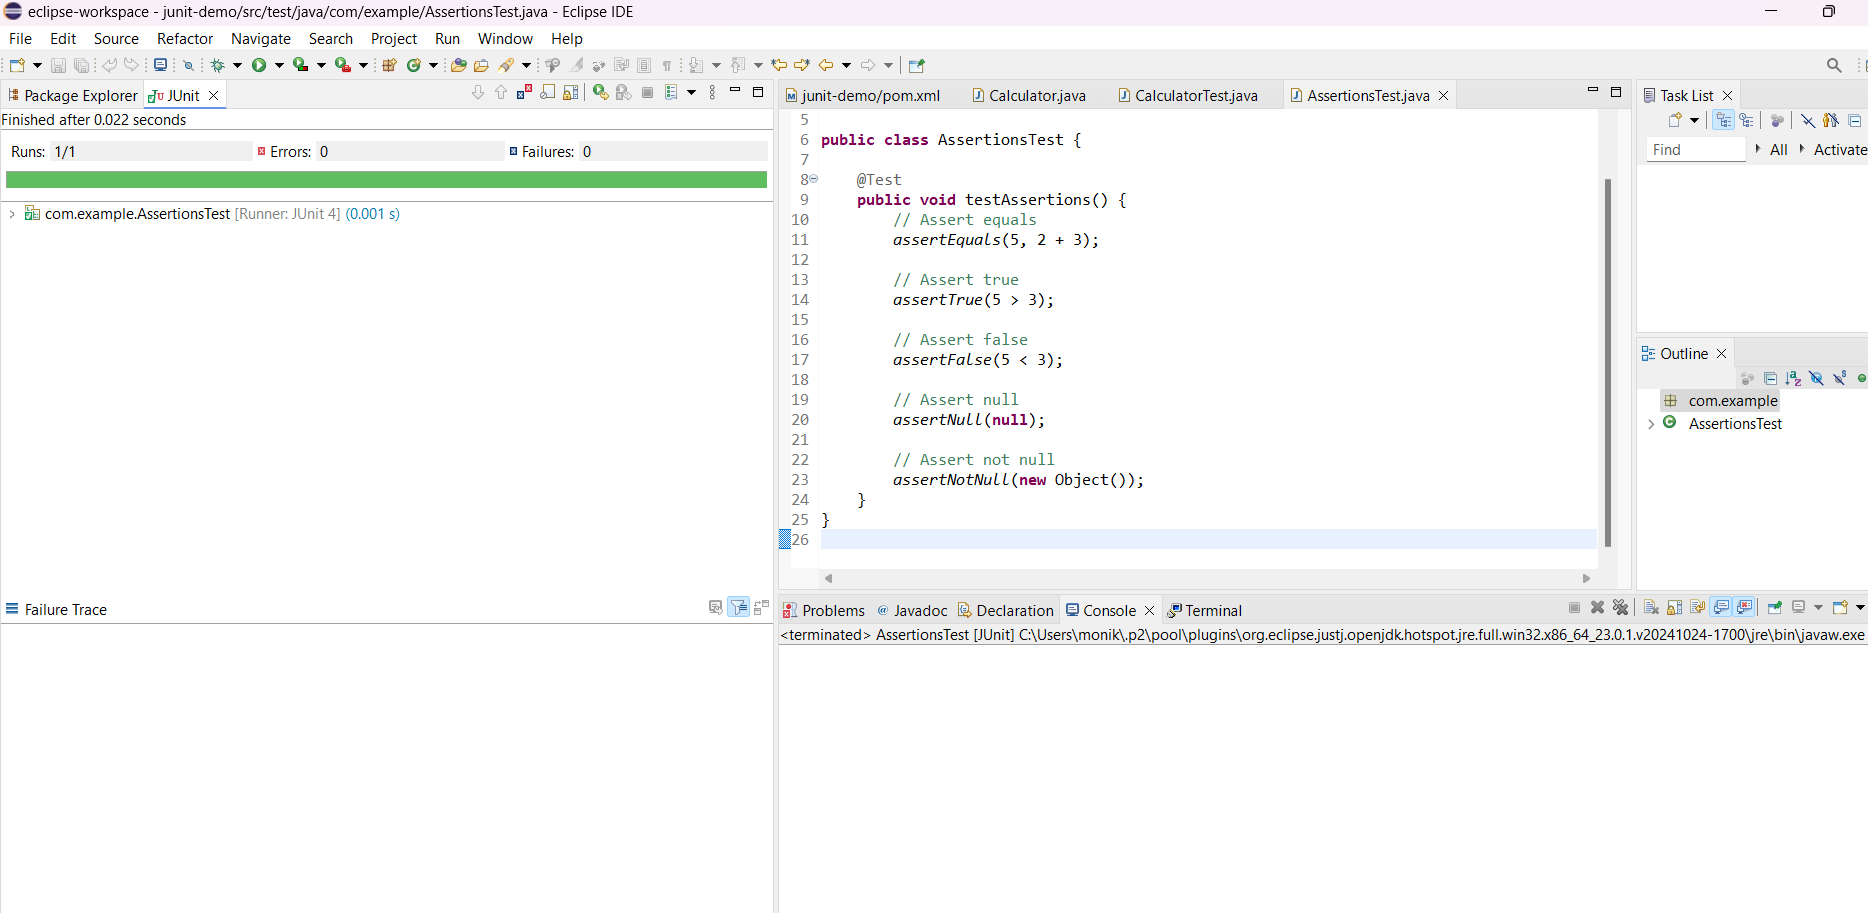 eclipse-workspace - junit-demo/src/test/java/com/example/AssertionsTest.java - Eclipse IDE
File Edit Source Refactor Navigate Search Project Run Window Help
Package Explorer JUnit
Finished after 0.022 seconds
Runs: 1/1 Errors: 0 Failures: 0
com.example.AssertionsTest [Runner: JUnit 4] (0.001 s)
Failure Trace
junit-demo/pom.xml Calculator.java CalculatorTest.java AssertionsTest.java
5
6 public class AssertionsTest {
7
8 @Test
9 public void testAssertions() {
10 // Assert equals
11 assertEquals(5, 2 + 3);
12
13 // Assert true
14 assertTrue(5 > 3);
15
16 // Assert false
17 assertFalse(5 < 3);
18
19 // Assert null
20 assertNull(null);
21
22 // Assert not null
23 assertNotNull(new Object());
24 }
25 }
26
Problems Javadoc Declaration Console Terminal
<terminated> AssertionsTest [JUnit] C:\Users\monik\.p2\pool\plugins\org.eclipse.justj.openjdk.hotspot.jre.full.win32.x86_64_23.0.1.v20241024-1700\jre\bin\javaw.exe
Task List
Find All Activate
Outline
com.example
AssertionsTest